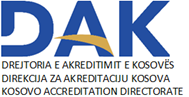 DAK
DREJTORIA E AKREDITIMIT E KOSOVËS
DIREKCIJA ZA AKREDITACIJU KOSOVA
KOSOVO ACCREDITATION DIRECTORATE